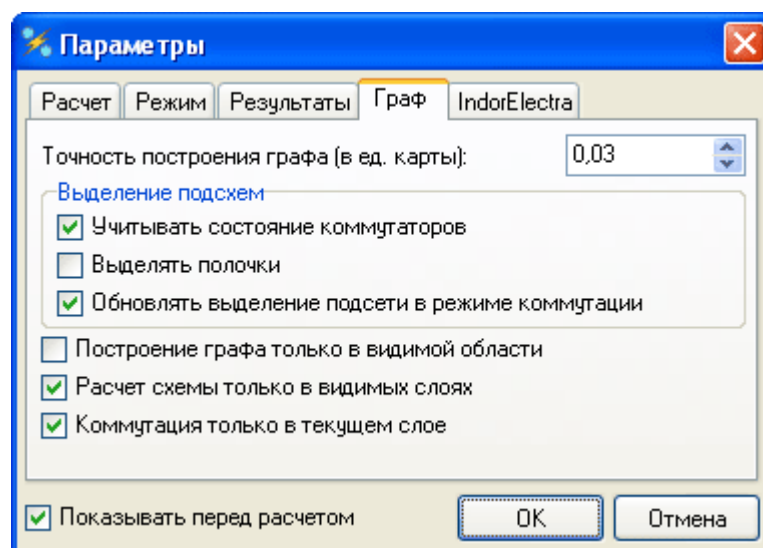 Параметры
Расчет Режим Результаты Граф IndorElectra
Точность построения графа (в ед. карты): 0,03
Выделение подсхем
Учитывать состояние коммутаторов
Выделять полочки
Обновлять выделение подсети в режиме коммутации
Построение графа только в видимой области
Расчет схемы только в видимых слоях
Коммутация только в текущем слое
Показывать перед расчетом OK Отмена